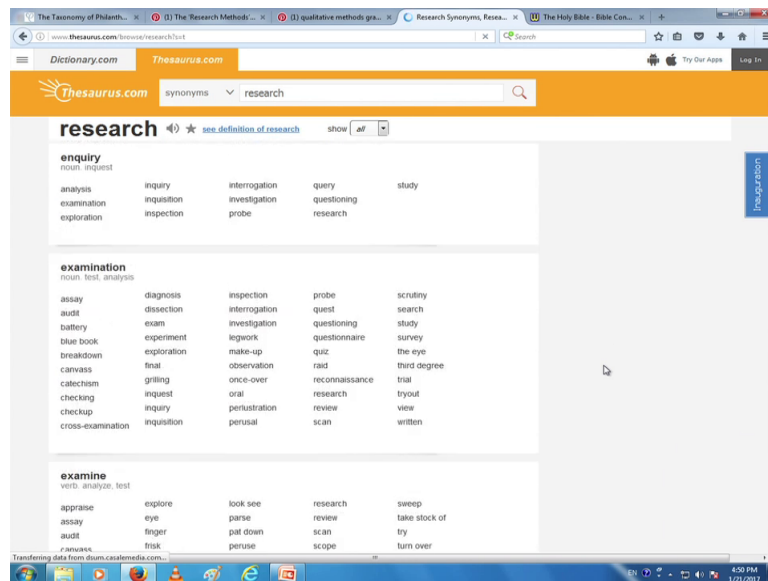 The Taxonomy of Philanth... (1) The 'Research Methods'... (1) qualitative methods gra... Research Synonyms, Resea... The Holy Bible - Bible Con...
www.thesaurus.com/browse/research?s=t Search
Dictionary.com Thesaurus.com Try Our Apps Log In
Thesaurus.com synonyms research
research see definition of research show all
Inauguration
enquiry
noun. inquest
analysis inquiry interrogation query study
examination inquisition investigation questioning
exploration inspection probe research
examination
noun. test, analysis
assay diagnosis inspection probe scrutiny
audit dissection interrogation quest search
battery exam investigation questioning study
blue book experiment legwork questionnaire survey
breakdown exploration make-up quiz the eye
canvass final observation raid third degree
catechism grilling once-over reconnaissance trial
checking inquest oral research tryout
checkup inquiry perlustration review view
cross-examination inquisition perusal scan written
examine
verb. analyze, test
appraise explore look see research sweep
assay eye parse review take stock of
audit finger pat down scan try
canvass frisk peruse scope turn over
Transferring data from dsum.casalemedia.com...
EN 4:50 PM
1/21/2017